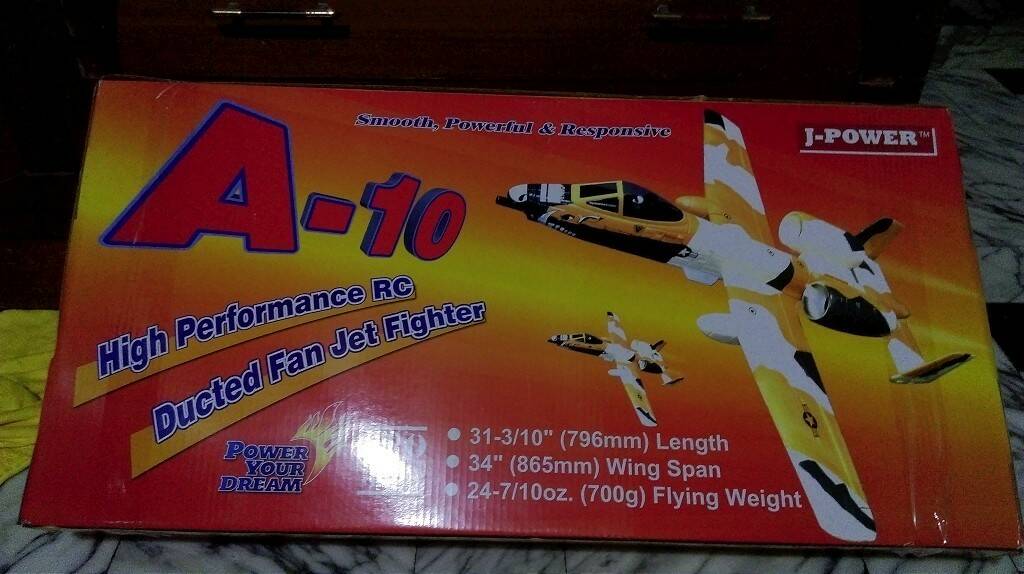 Smooth, Powerful & Responsive
J-POWER™
A-10
High Performance RC
Ducted Fan Jet Fighter
POWER
YOUR
DREAM
31-3/10" (796mm) Length
34" (865mm) Wing Span
24-7/10oz. (700g) Flying Weight